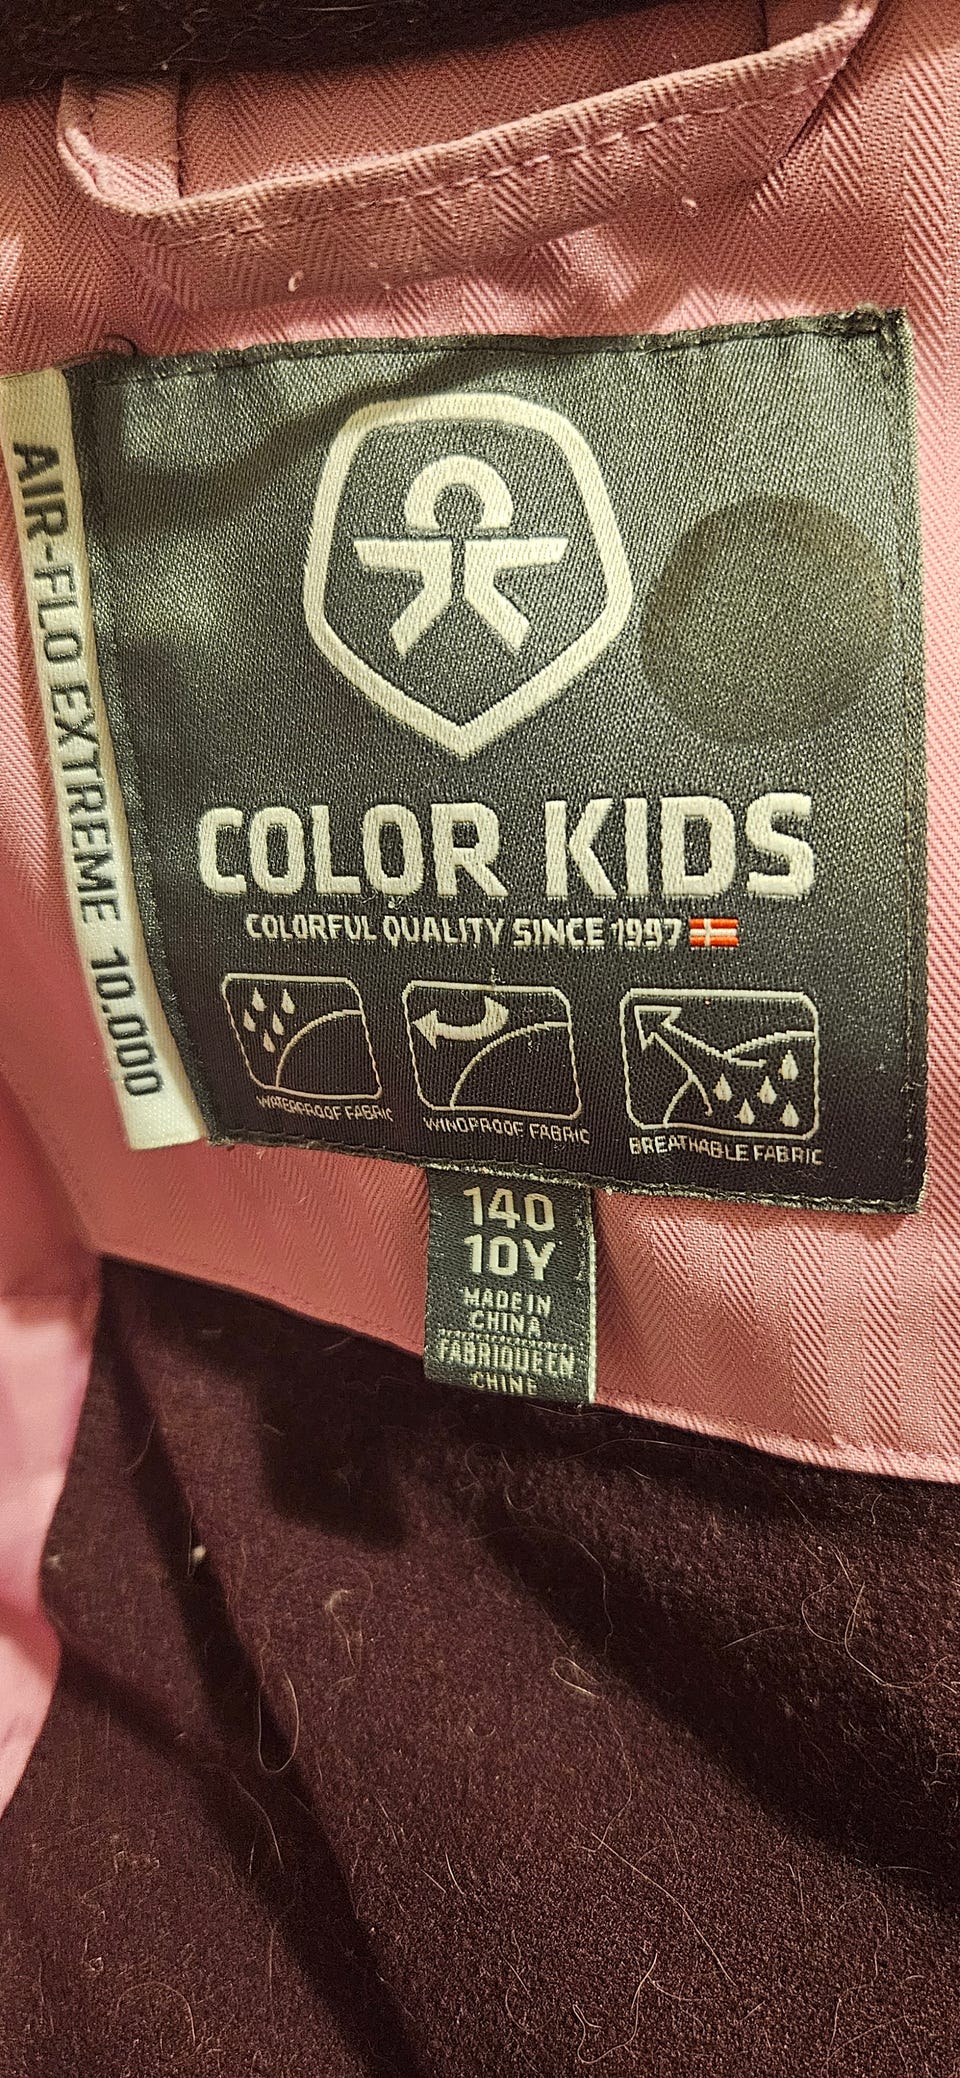 AIR-FLO EXTREME 10.000
COLOR KIDS
COLORFUL QUALITY SINCE 1997
WATERPROOF FABRIC
WINDPROOF FABRIC
BREATHABLE FABRIC
140
10Y
MADE IN
CHINA
FABRIQUE EN
CHINE